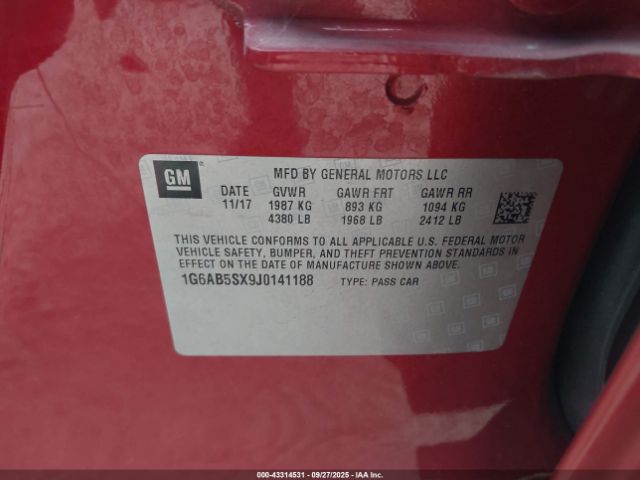 GM
MFD BY GENERAL MOTORS LLC
DATE GVWR GAWR FRT GAWR RR
11/17 1987 KG 893 KG 1094 KG
4380 LB 1968 LB 2412 LB
THIS VEHICLE CONFORMS TO ALL APPLICABLE U.S. FEDERAL MOTOR
VEHICLE SAFETY, BUMPER, AND THEFT PREVENTION STANDARDS IN
EFFECT ON THE DATE OF MANUFACTURE SHOWN ABOVE.
1G6AB5SX9J0141188 TYPE: PASS CAR
000-43314531 - 09/27/2025 - IAA Inc.